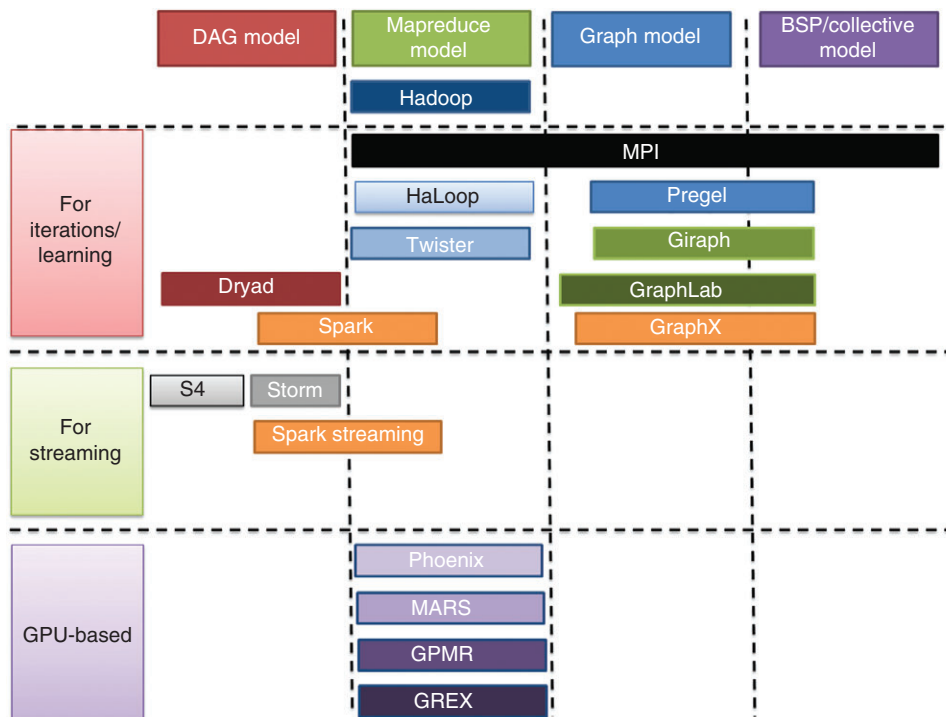 DAG model
Mapreduce
model
Graph model
BSP/collective
model
Hadoop
For
iterations/
learning
MPI
HaLoop
Pregel
Twister
Giraph
Dryad
GraphLab
Spark
GraphX
For
streaming
S4
Storm
Spark streaming
GPU-based
Phoenix
MARS
GPMR
GREX